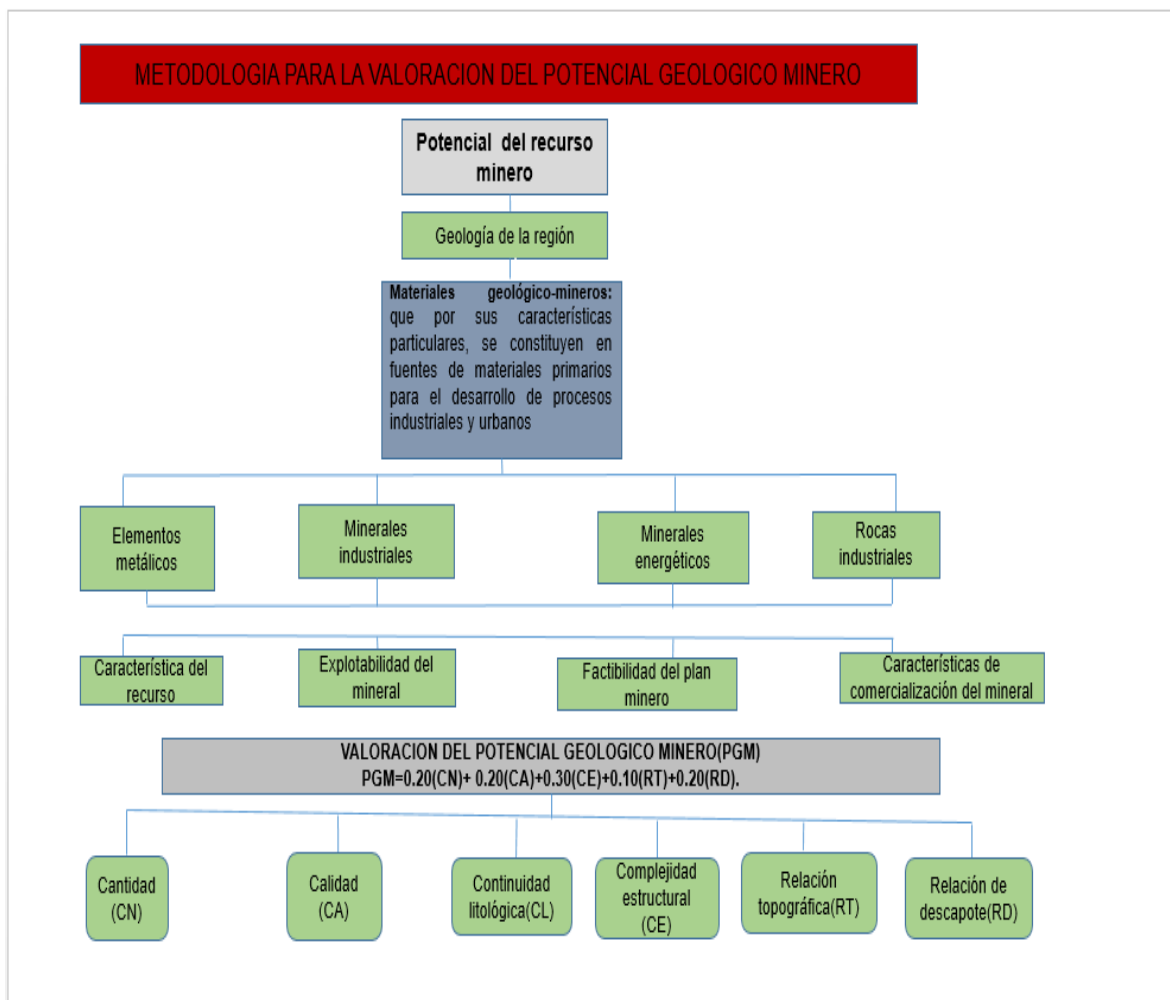 METODOLOGIA PARA LA VALORACION DEL POTENCIAL GEOLOGICO MINERO
Potencial del recurso
minero
Geología de la región
Materiales geológico-mineros:
que por sus características
particulares, se constituyen en
fuentes de materiales primarios
para el desarrollo de procesos
industriales y urbanos
Elementos
metálicos
Minerales
industriales
Minerales
energéticos
Rocas
industriales
Característica del
recurso
Explotabilidad del
mineral
Factibilidad del plan
minero
Características de
comercialización del mineral
VALORACION DEL POTENCIAL GEOLOGICO MINERO(PGM)
PGM=0.20(CN)+ 0.20(CA)+0.30(CE)+0.10(RT)+0.20(RD).
Cantidad
(CN)
Calidad
(CA)
Continuidad
litológica(CL)
Complejidad
estructural
(CE)
Relación
topográfica(RT)
Relación de
descapote(RD)